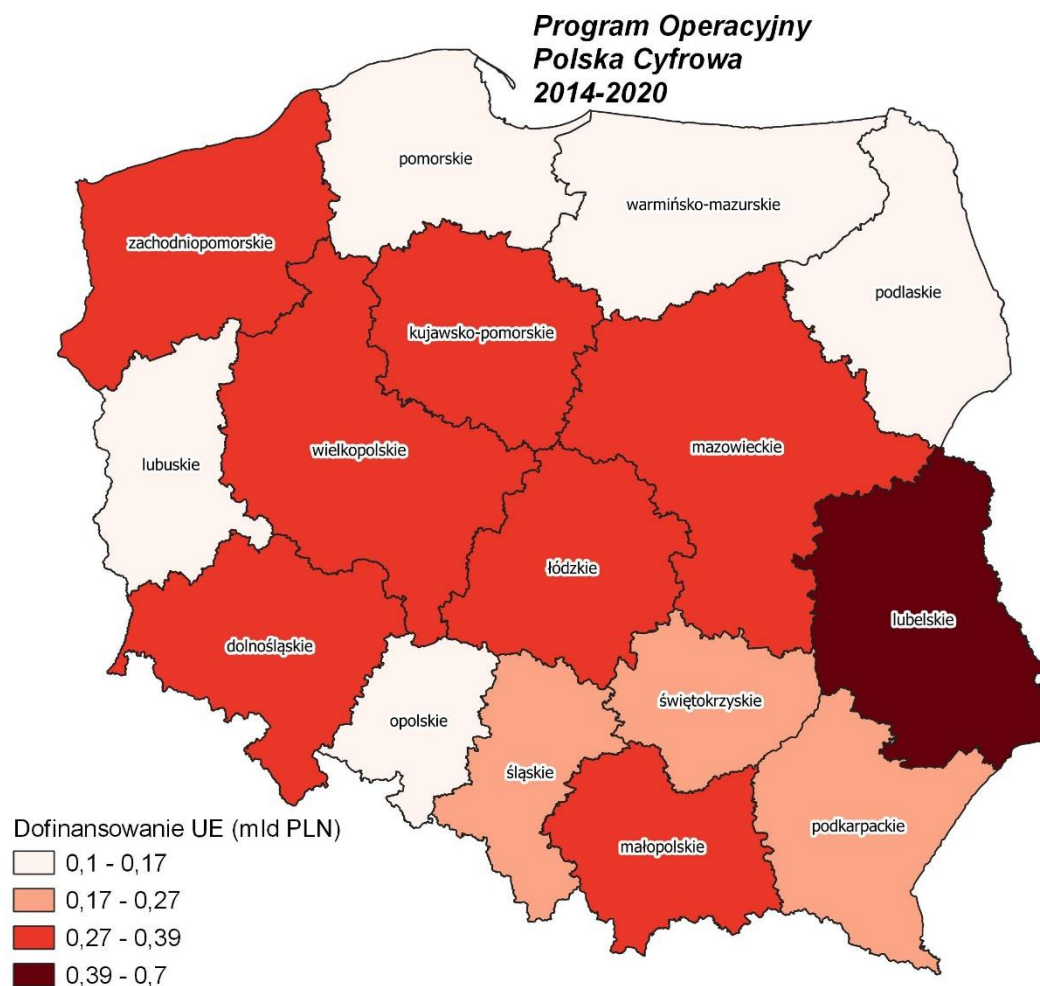 Program Operacyjny
Polska Cyfrowa
2014-2020
pomorskie
warmińsko-mazurskie
zachodniopomorskie
podlaskie
kujawsko-pomorskie
mazowieckie
wielkopolskie
lubuskie
łódzkie
lubelskie
dolnośląskie
świętokrzyskie
opolskie
śląskie
podkarpackie
małopolskie
Dofinansowanie UE (mld PLN)
0,1 - 0,17
0,17 - 0,27
0,27 - 0,39
0,39 - 0,7